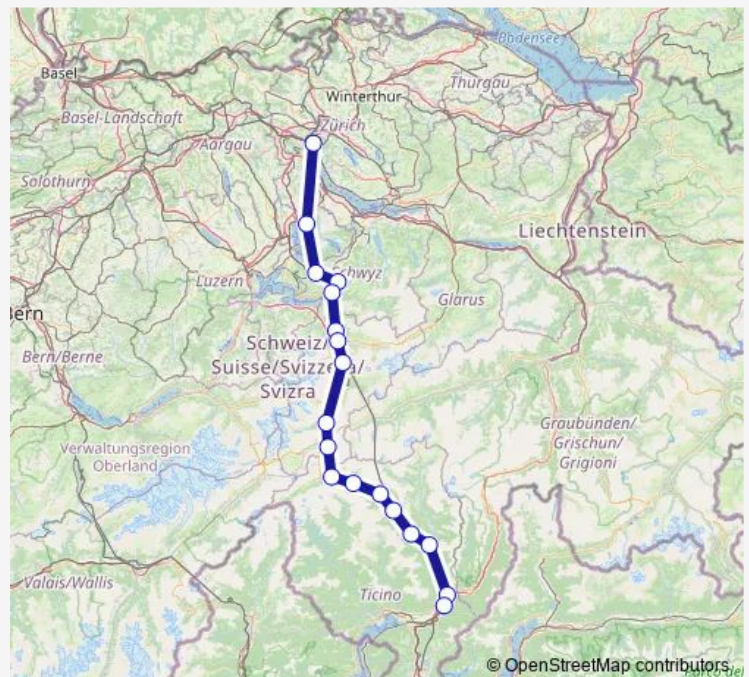 Bodensee
Basel
Winterthur
Thurgau
Basel-Landschaft
Zürich
Aargau
Solothurn
Liechtenstein
Luzern
Schwyz
Glarus
Bern
Schweiz/
Suisse/Svizzera/
Svizra
Bern/Berne
Graubünden/
Grischun/
Grigioni
Verwaltungsregion
Oberland
Valais/Wallis
Ticino
© OpenStreetMap contributors